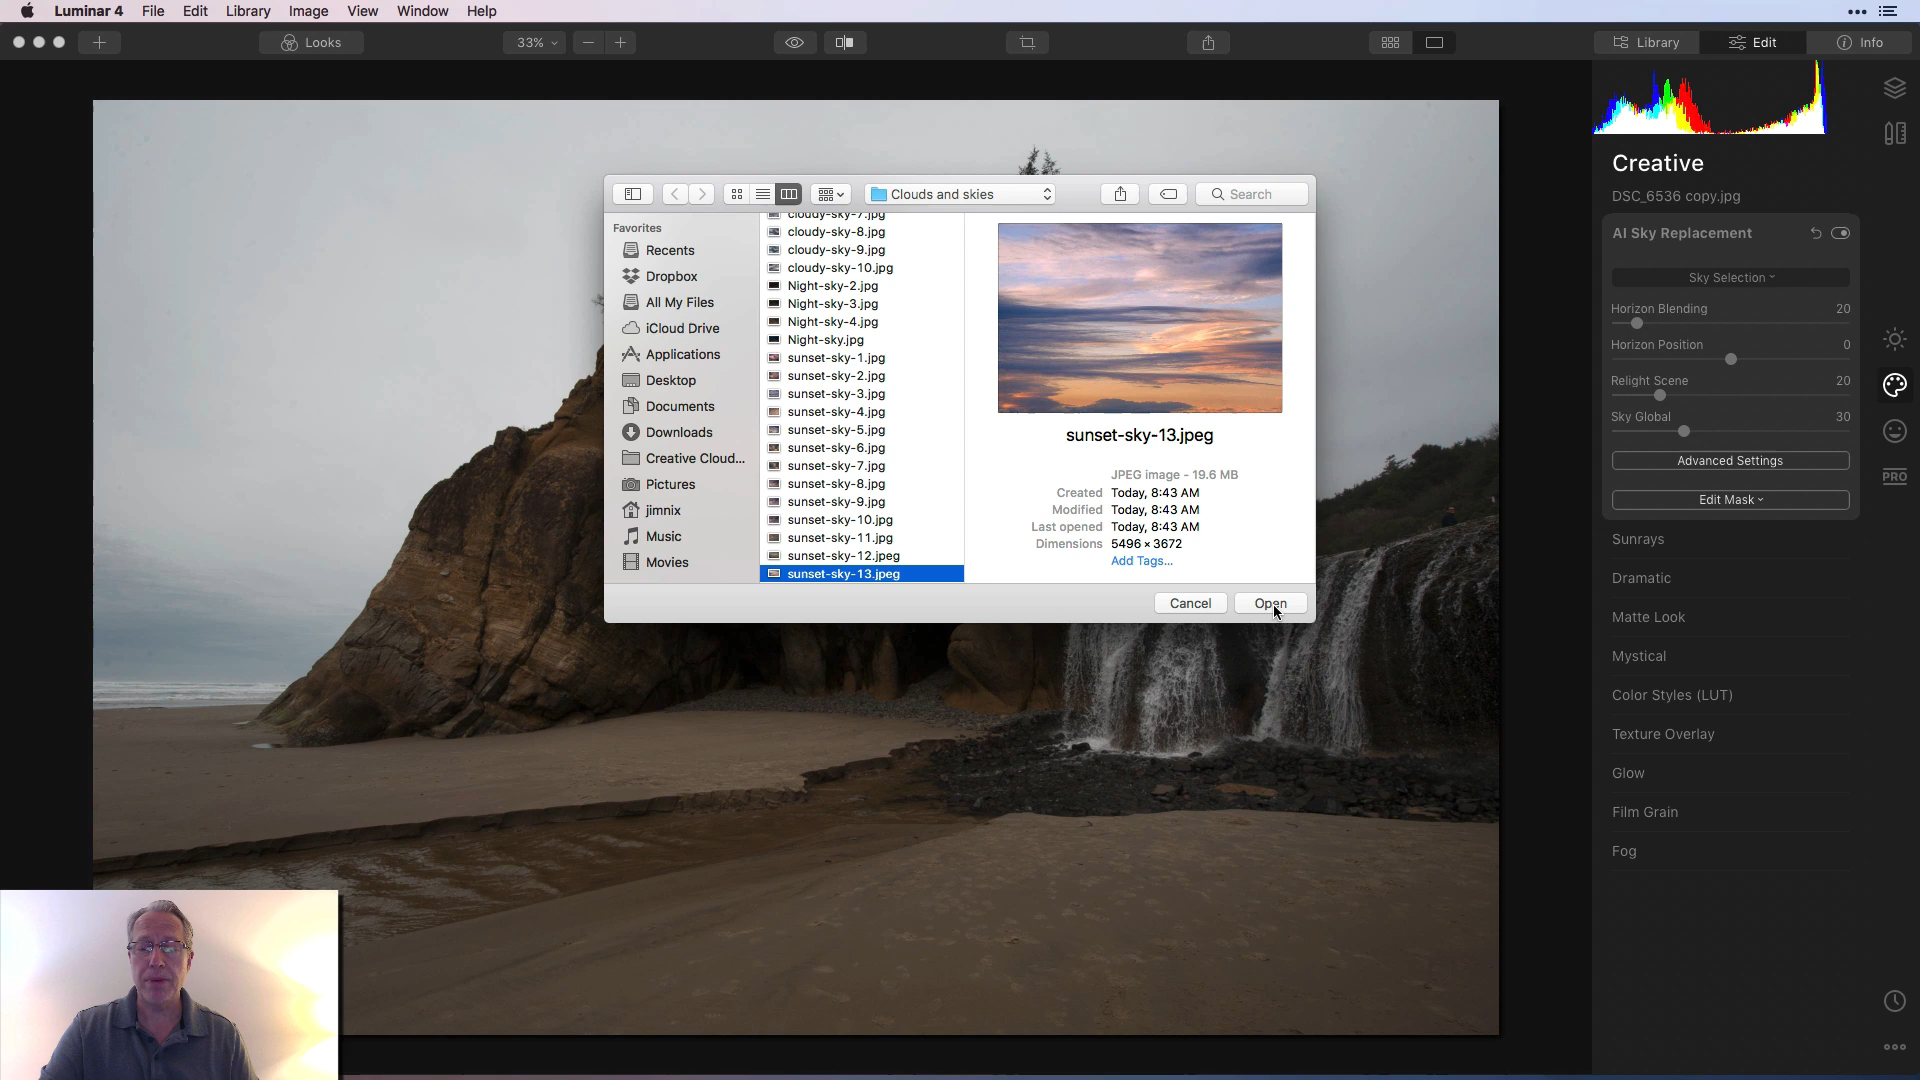 Luminar 4 File Edit Library Image View Window Help
Looks 33% Library Edit Info
Creative
DSC_6536 copy.jpg
AI Sky Replacement
Sky Selection
Horizon Blending 20
Horizon Position 0
Relight Scene 20
Sky Global 30
Advanced Settings
Edit Mask
Sunrays
Dramatic
Matte Look
Mystical
Color Styles (LUT)
Texture Overlay
Glow
Film Grain
Fog
PRO
Clouds and skies
Search
Favorites
Recents
Dropbox
All My Files
iCloud Drive
Applications
Desktop
Documents
Downloads
Creative Cloud...
Pictures
jimnix
Music
Movies
cloudy-sky-7.jpg
cloudy-sky-8.jpg
cloudy-sky-9.jpg
cloudy-sky-10.jpg
Night-sky-2.jpg
Night-sky-3.jpg
Night-sky-4.jpg
Night-sky.jpg
sunset-sky-1.jpg
sunset-sky-2.jpg
sunset-sky-3.jpg
sunset-sky-4.jpg
sunset-sky-5.jpg
sunset-sky-6.jpg
sunset-sky-7.jpg
sunset-sky-8.jpg
sunset-sky-9.jpg
sunset-sky-10.jpg
sunset-sky-11.jpg
sunset-sky-12.jpeg
sunset-sky-13.jpeg
sunset-sky-13.jpeg
JPEG image - 19.6 MB
Created Today, 8:43 AM
Modified Today, 8:43 AM
Last opened Today, 8:43 AM
Dimensions 5496 × 3672
Add Tags...
Cancel Open